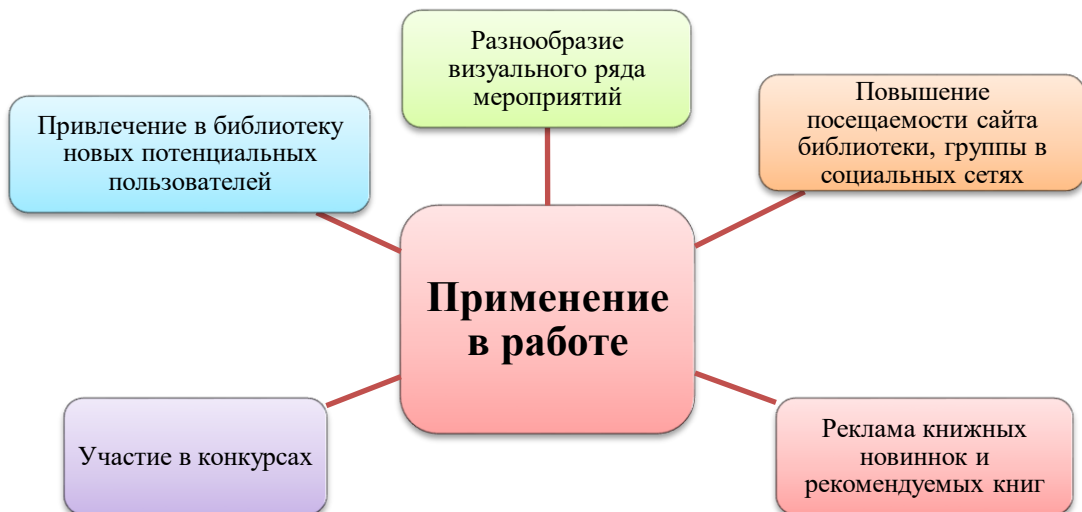 Разнообразие
визуального ряда
мероприятий
Привлечение в библиотеку
новых потенциальных
пользователей
Повышение
посещаемости сайта
библиотеки, группы в
социальных сетях
Применение
в работе
Участие в конкурсах
Реклама книжных
новиннок и
рекомендуемых книг